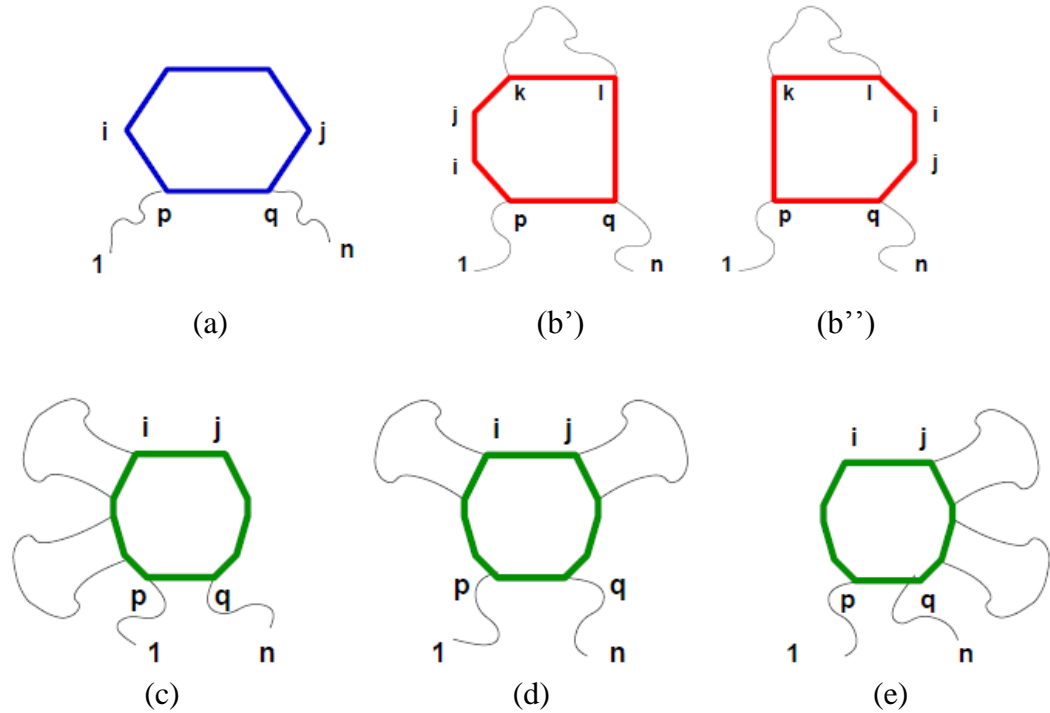 i j
p q
1 n
(a)
k l
j
i
p q
1 n
(b’)
k l
i
j
p q
1 n
(b’’)
i j
p q
1 n
(c)
i j
p q
1 n
(d)
i j
p q
1 n
(e)